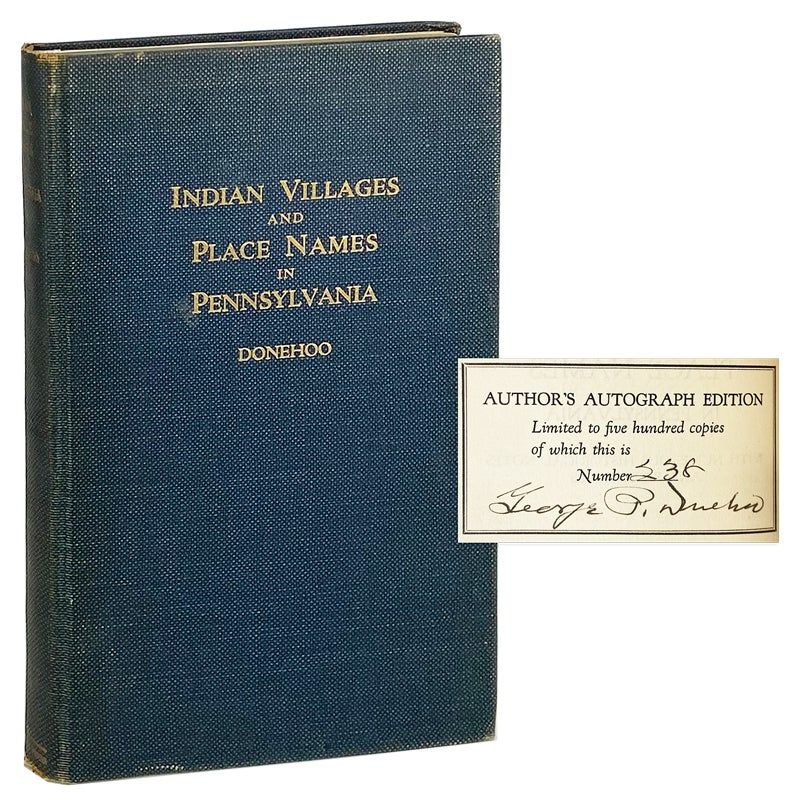 INDIAN VILLAGES
AND
PLACE NAMES
IN
PENNSYLVANIA
DONEHOO
AUTHOR'S AUTOGRAPH EDITION
Limited to five hundred copies
of which this is
Number 238
George P. Donehoo